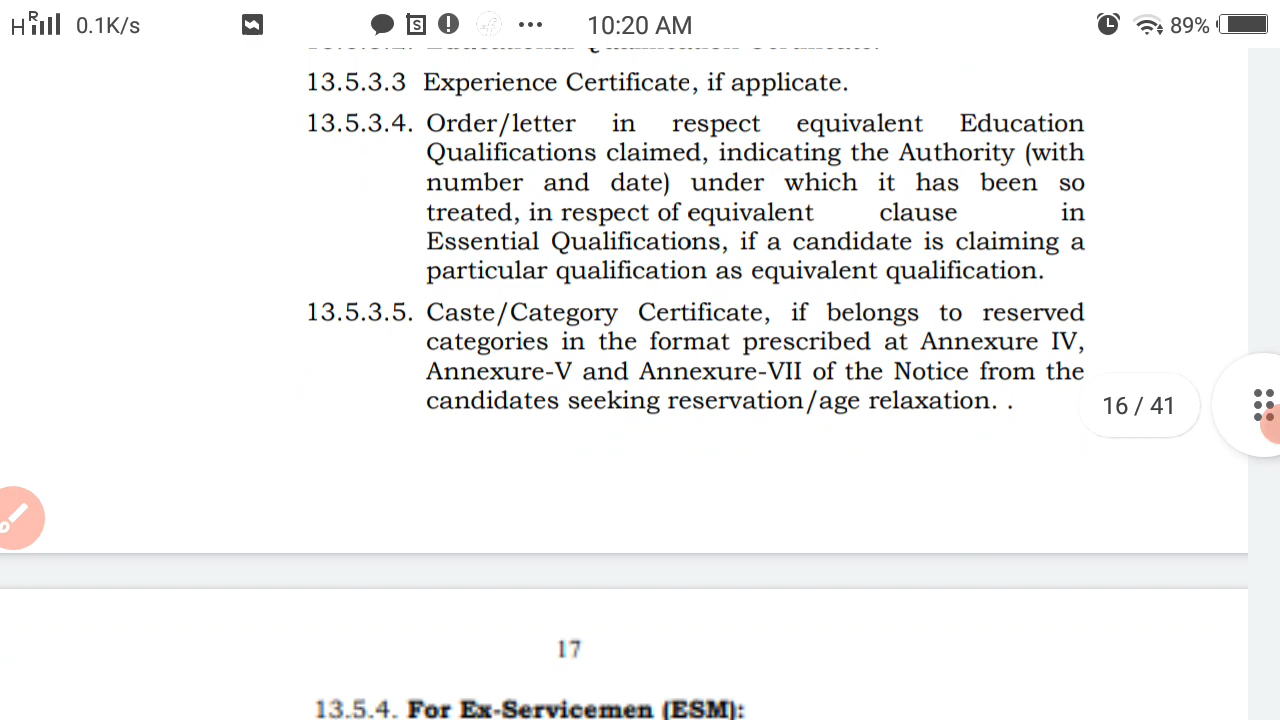 HR 0.1K/s S ... 10:20 AM 89%
13.5.3.3 Experience Certificate, if applicate.
13.5.3.4. Order/letter in respect equivalent Education
Qualifications claimed, indicating the Authority (with
number and date) under which it has been so
treated, in respect of equivalent clause in
Essential Qualifications, if a candidate is claiming a
particular qualification as equivalent qualification.
13.5.3.5. Caste/Category Certificate, if belongs to reserved
categories in the format prescribed at Annexure IV,
Annexure-V and Annexure-VII of the Notice from the
candidates seeking reservation/age relaxation. .
16 / 41
17
13.5.4. For Ex-Servicemen (ESM):